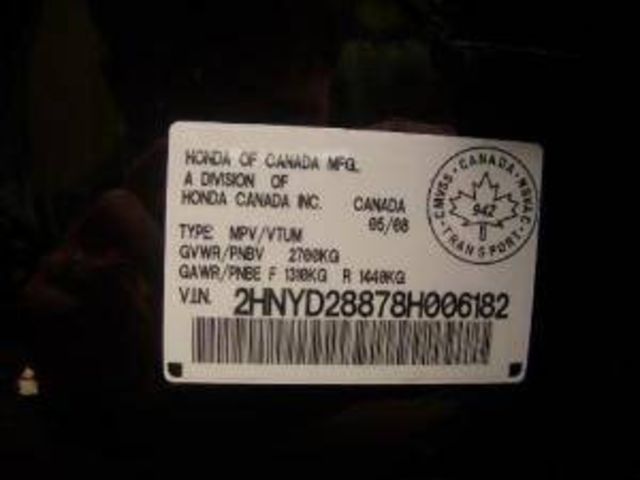 HONDA OF CANADA MFG.
A DIVISION OF
HONDA CANADA INC. CANADA
05/08
TYPE: MPV/VTUM
GVWR/PNBV 2700KG
GAWR/PNBE F 1310KG R 1440KG
V.I.N. 2HNYD28878H006182
CMVSS · CANADA · NSVAC
942
TRANSPORT